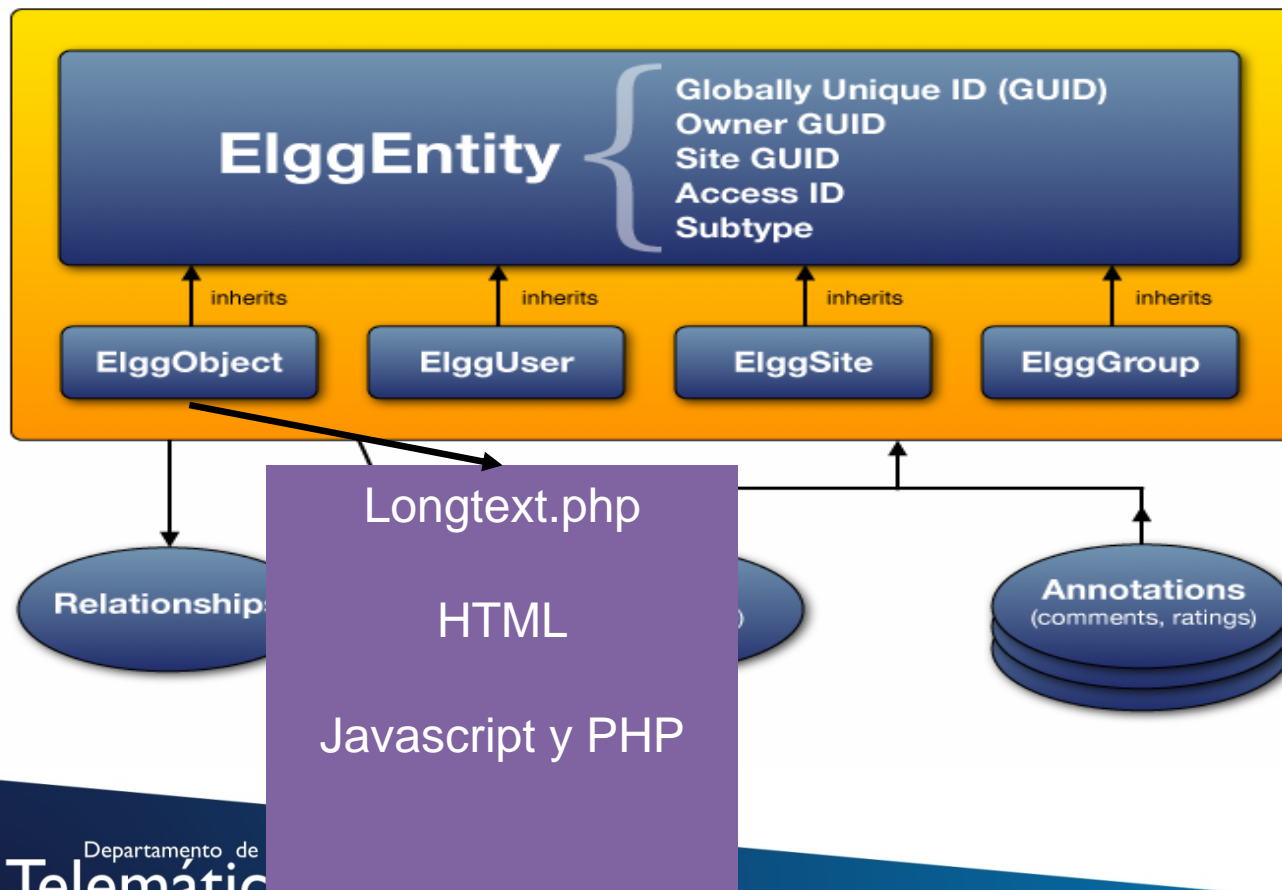 ElggEntity
Globally Unique ID (GUID)
Owner GUID
Site GUID
Access ID
Subtype
inherits
inherits
inherits
inherits
ElggObject
ElggUser
ElggSite
ElggGroup
Longtext.php
HTML
Javascript y PHP
Relationships
)
Annotations
(comments, ratings)
Departamento de